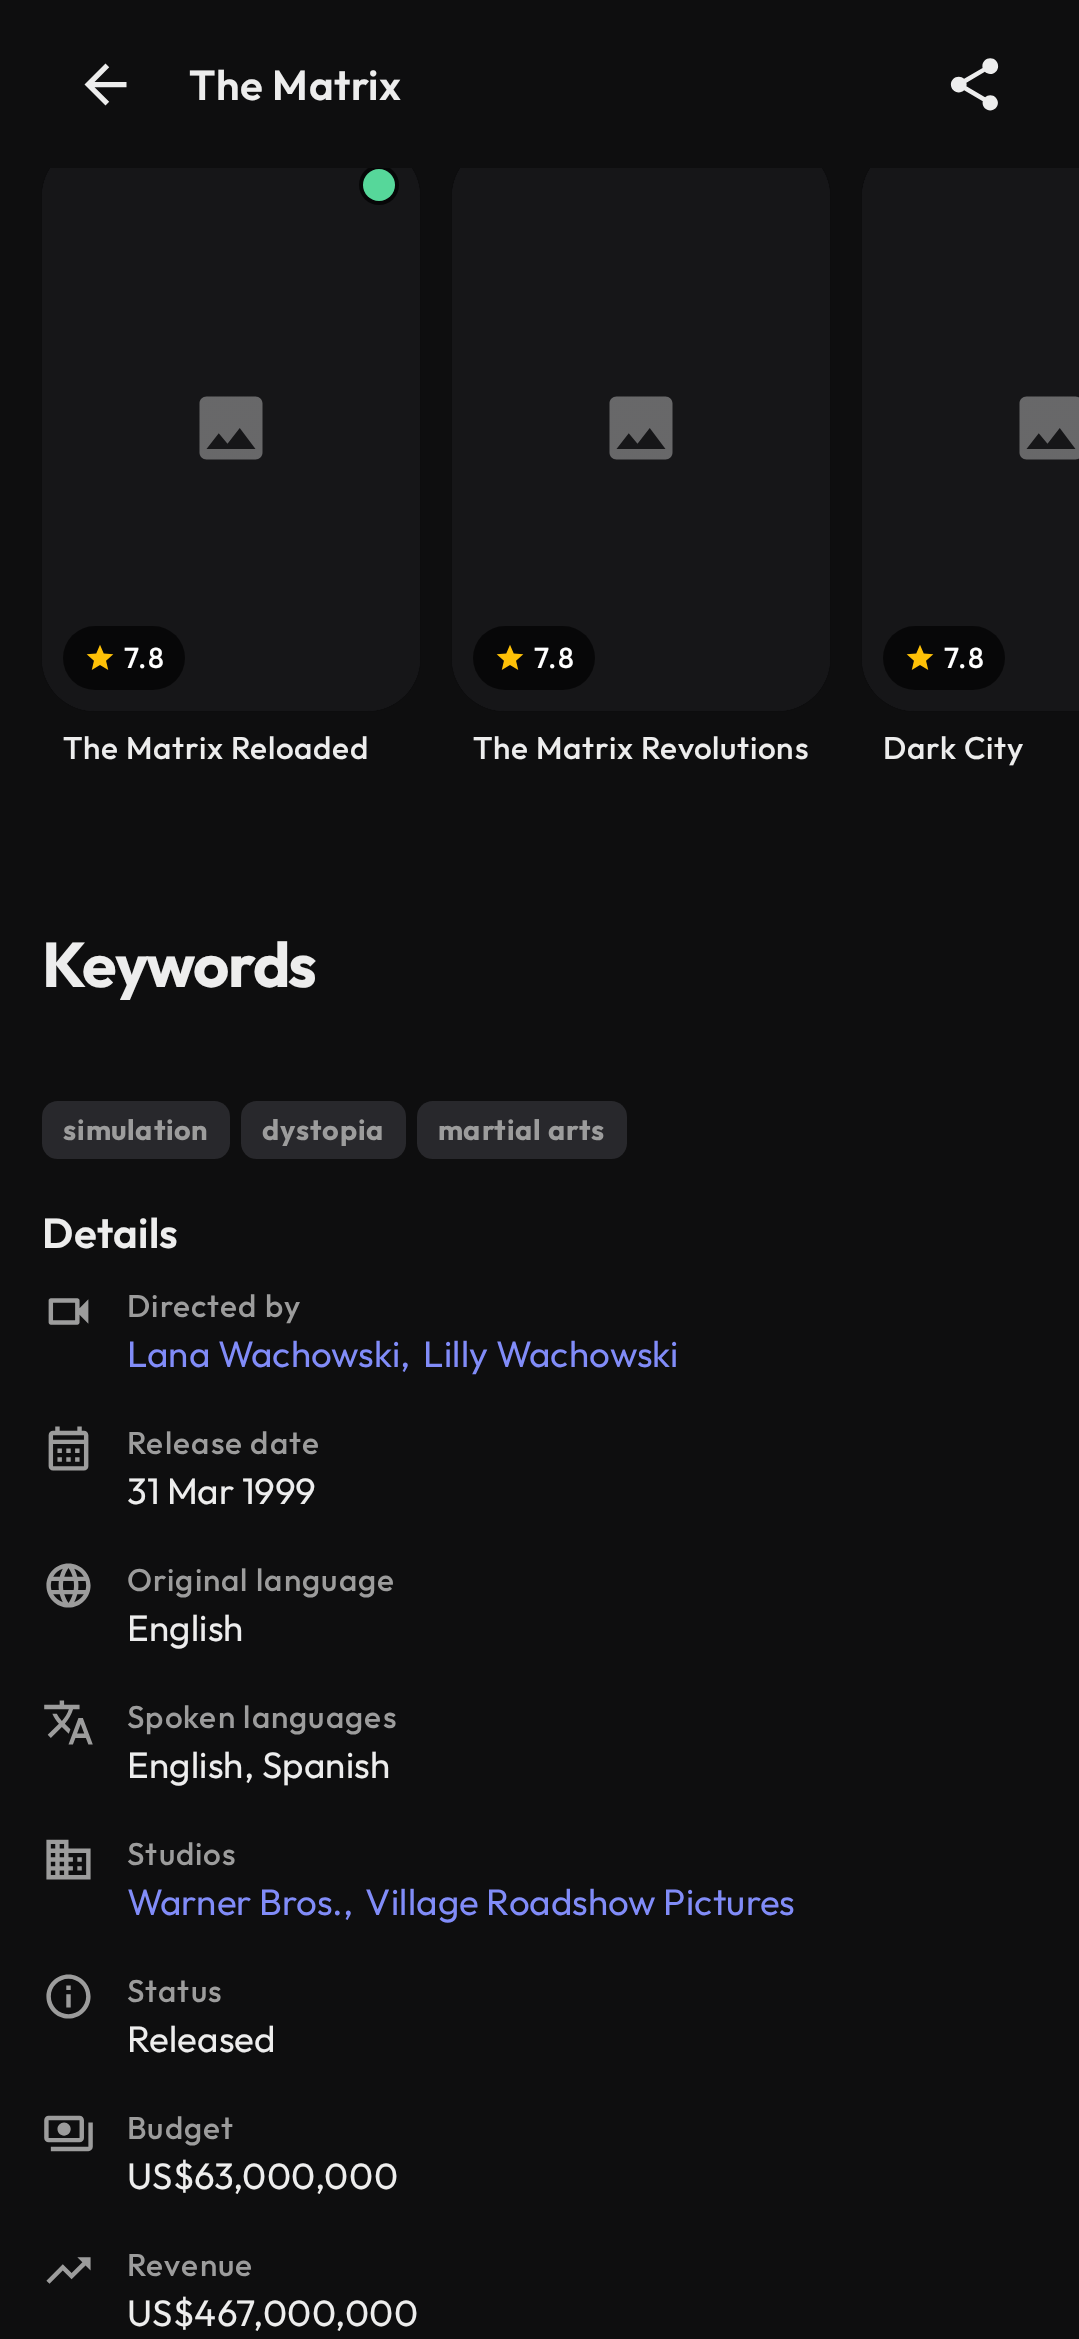 The Matrix
7.8
7.8
7.8
The Matrix Reloaded
The Matrix Revolutions
Dark City
Keywords
simulation
dystopia
martial arts
Details
Directed by
Lana Wachowski, Lilly Wachowski
Release date
31 Mar 1999
Original language
English
Spoken languages
English, Spanish
Studios
Warner Bros., Village Roadshow Pictures
Status
Released
Budget
US$63,000,000
Revenue
US$467,000,000